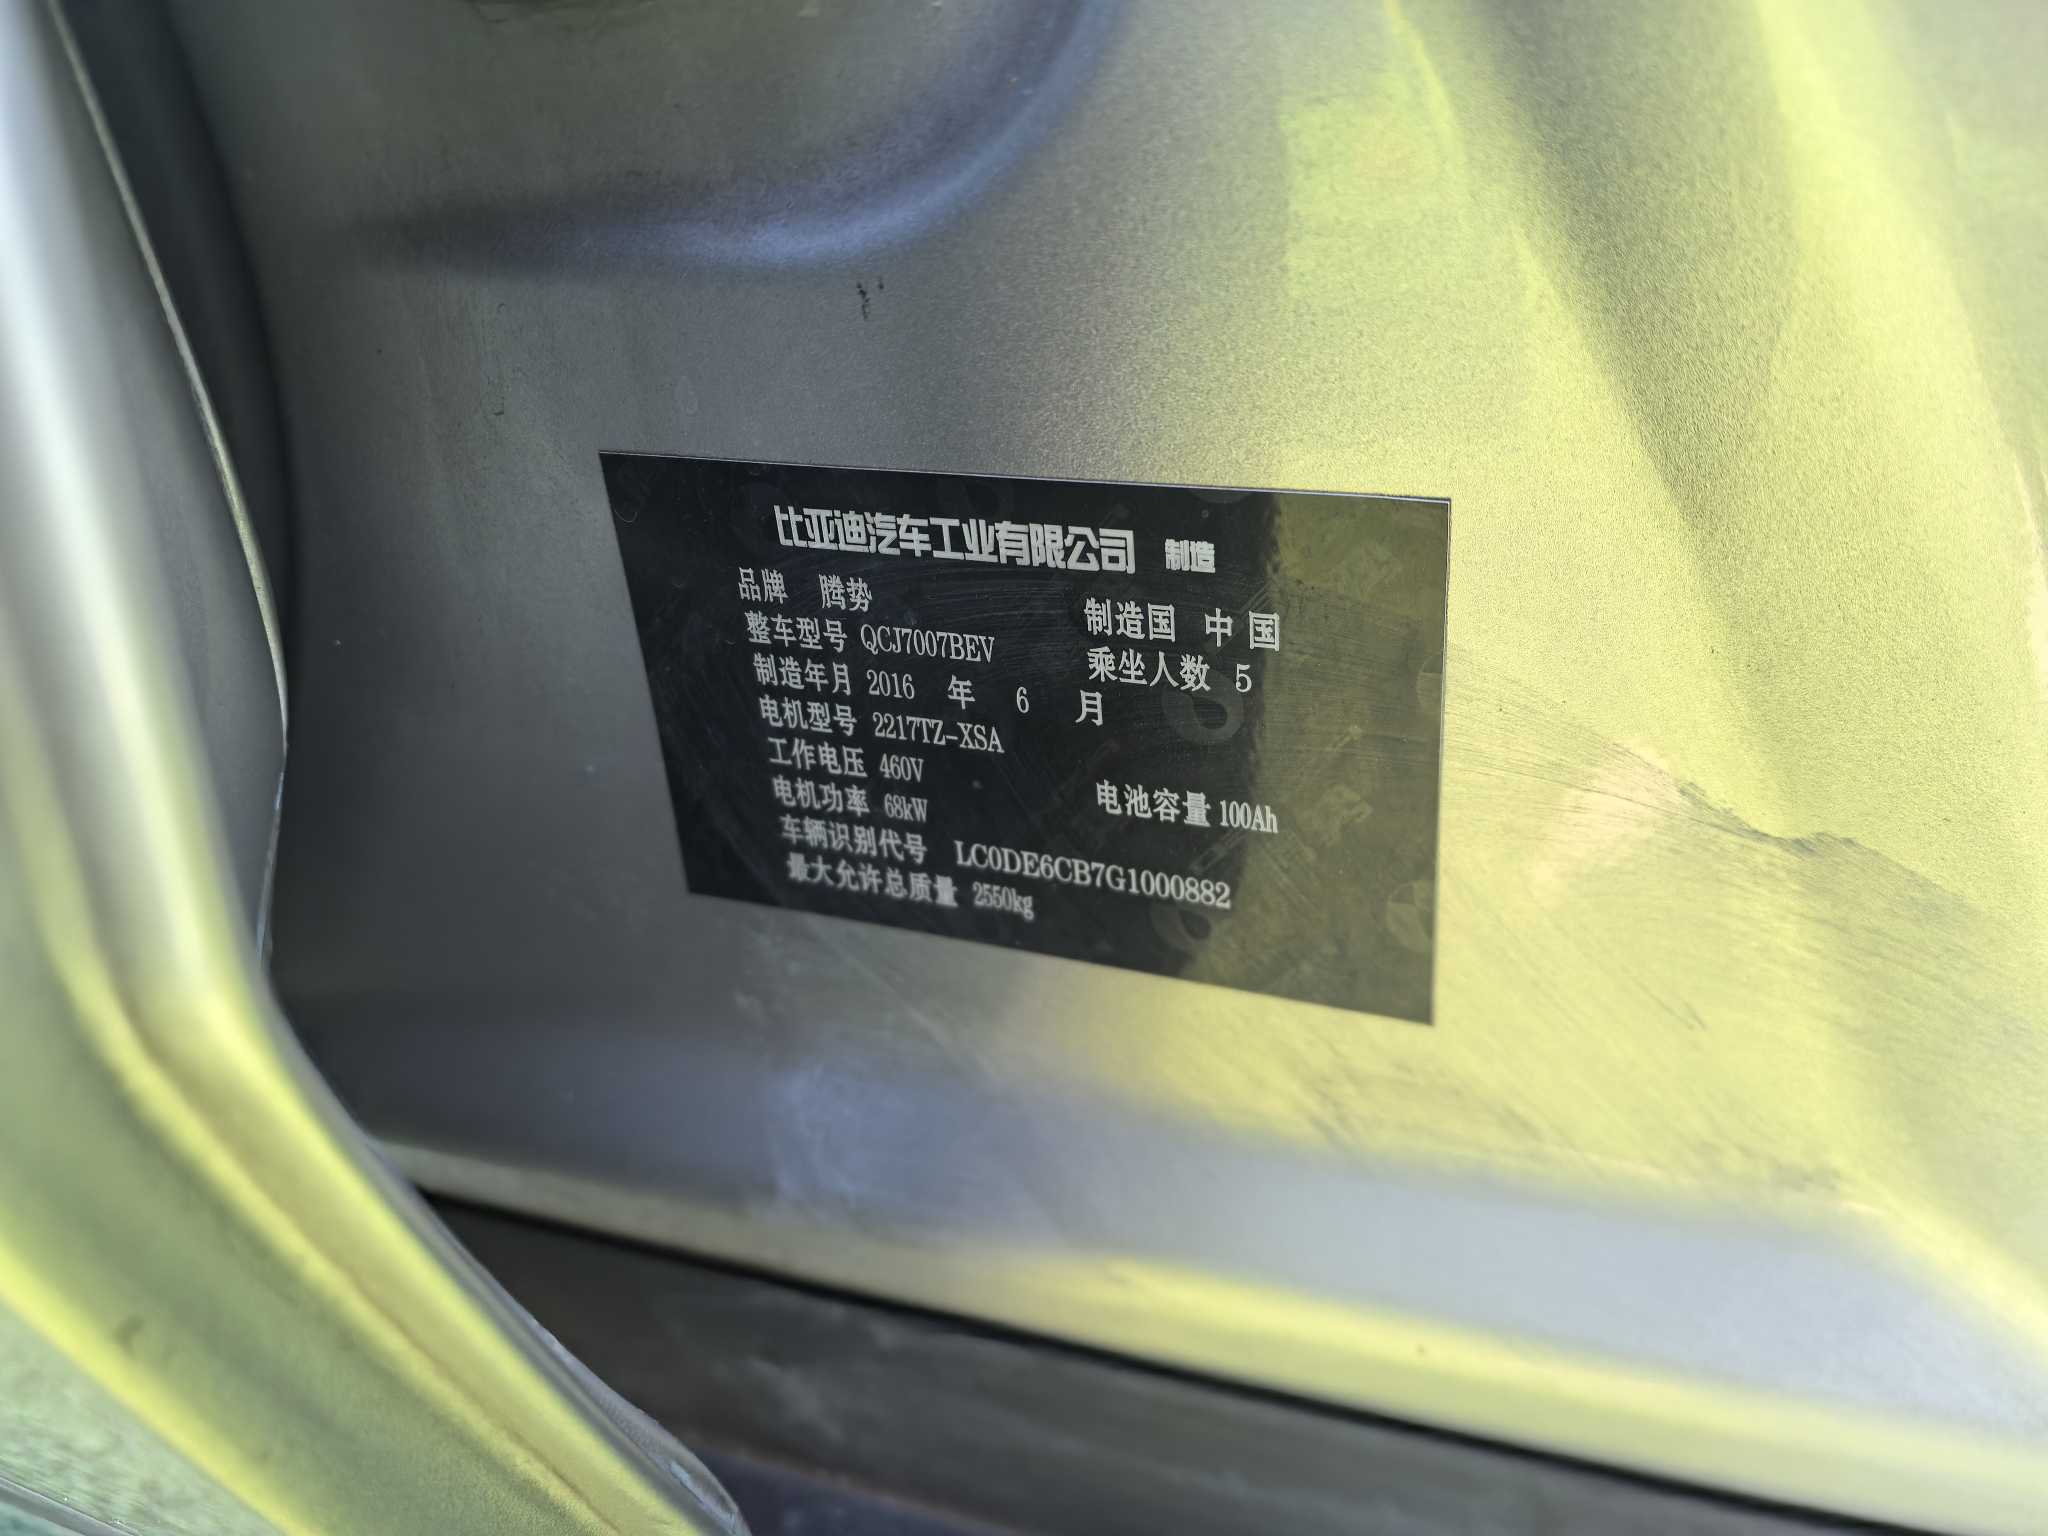 比亚迪汽车工业有限公司 制造
品牌 腾势
制造国 中国
整车型号 QCJ7007BEV
乘坐人数 5
制造年月 2016 年 6 月
电机型号 2217TZ-XSA
工作电压 460V
电池容量 100Ah
电机功率 68kW
车辆识别代号 LC0DE6CB7G1000882
最大允许总质量 2550kg